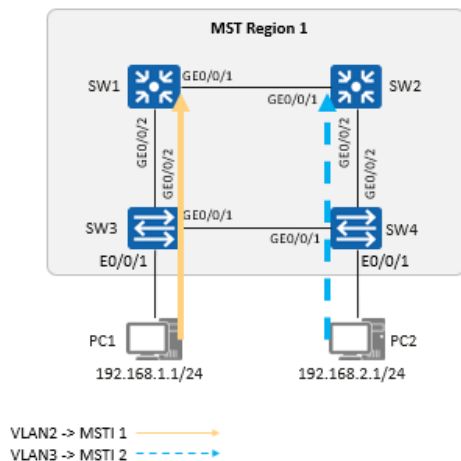 MST Region 1
SW1
GE0/0/1
GE0/0/1
SW2
GE0/0/2
GE0/0/2
GE0/0/2
GE0/0/2
SW3
GE0/0/1
GE0/0/1
SW4
E0/0/1
E0/0/1
PC1
PC2
192.168.1.1/24
192.168.2.1/24
VLAN2 -> MSTI 1
VLAN3 -> MSTI 2